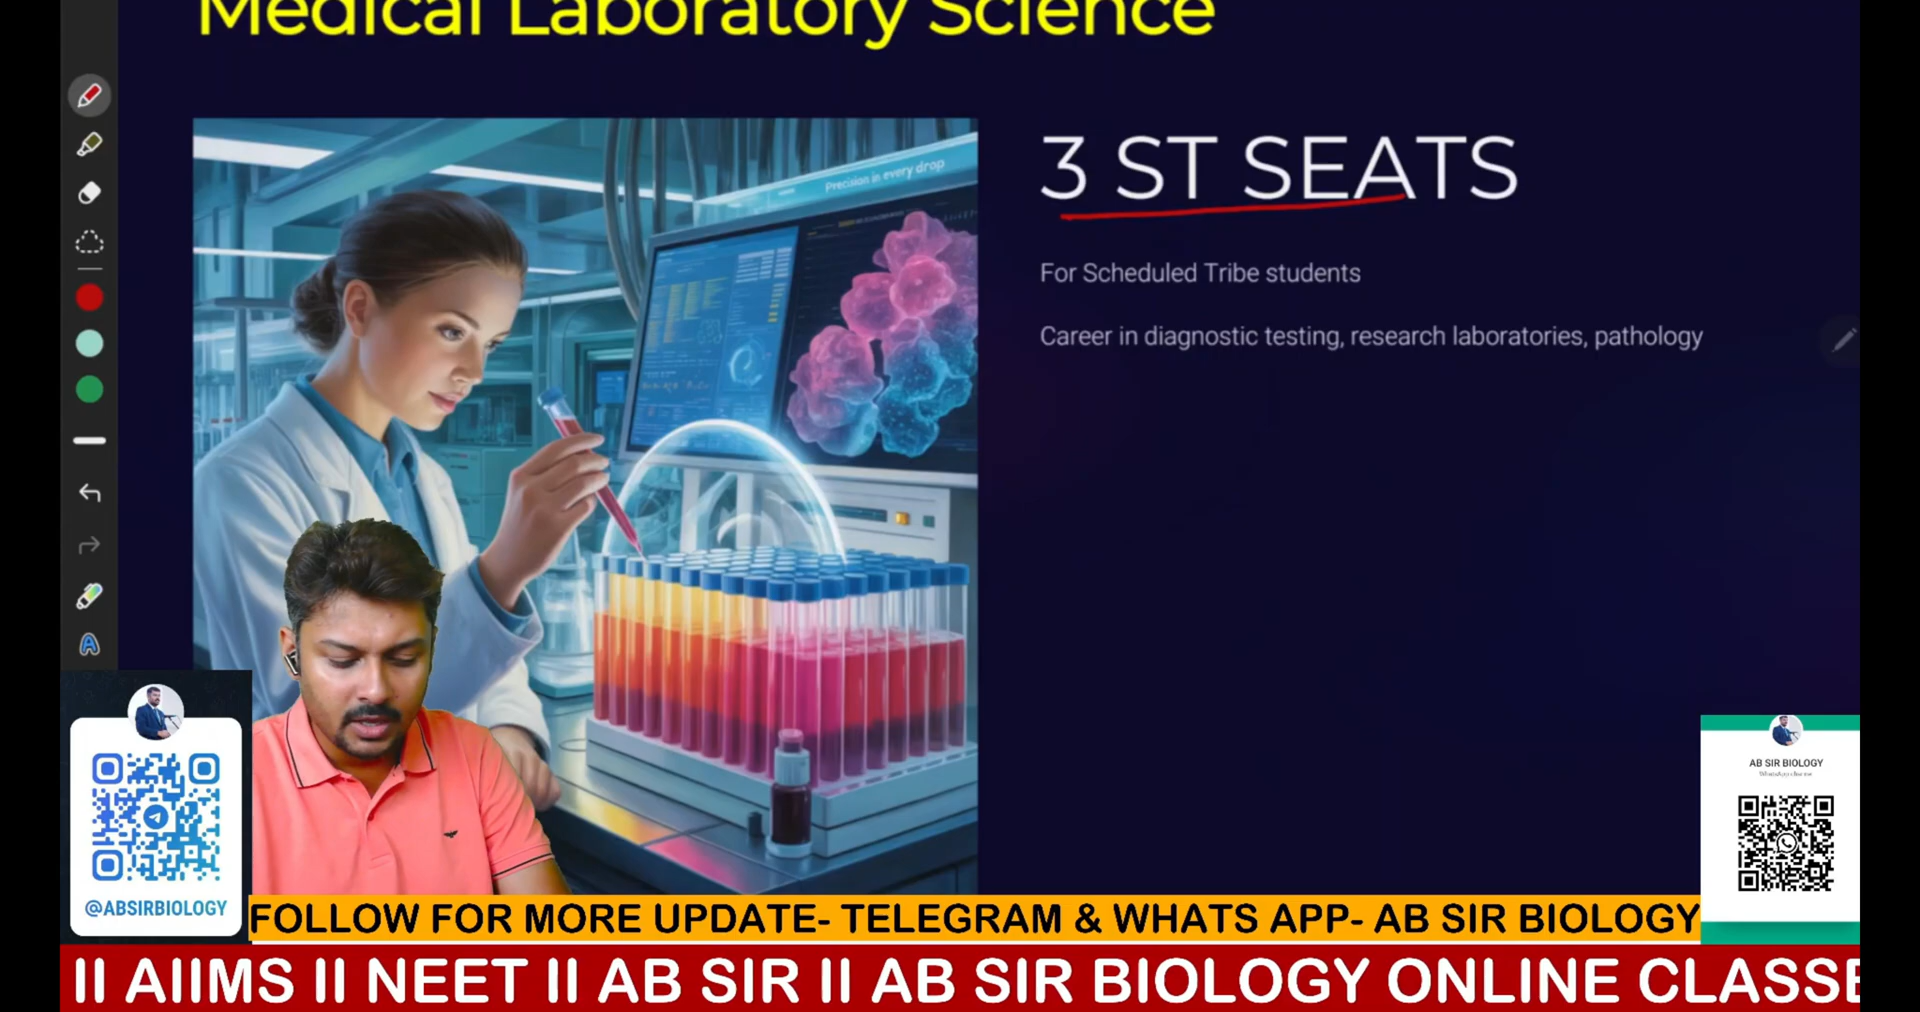 Medical Laboratory Science
Precision in every drop
3 ST SEATS
For Scheduled Tribe students
Career in diagnostic testing, research laboratories, pathology
A
AB SIR BIOLOGY
@ABSIRBIOLOGY
FOLLOW FOR MORE UPDATE- TELEGRAM & WHATS APP- AB SIR BIOLOGY
II AIIMS II NEET II AB SIR II AB SIR BIOLOGY ONLINE CLASSE